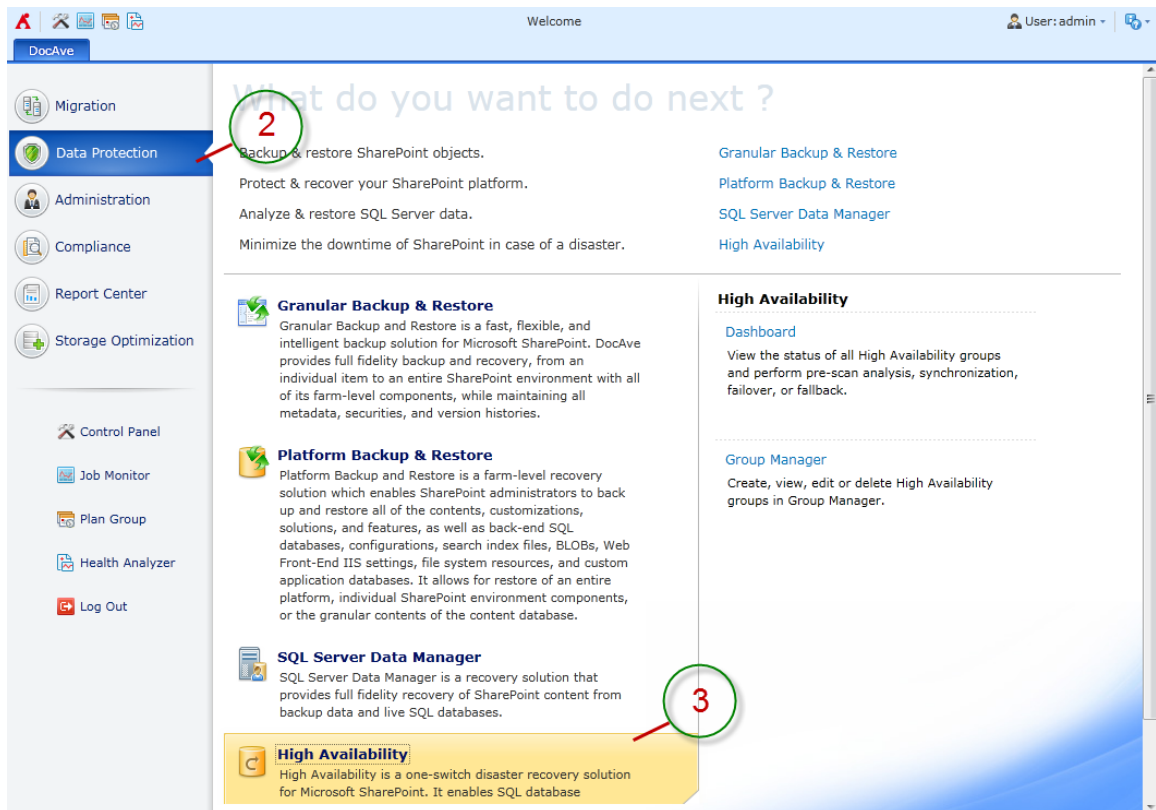 Welcome
User: admin
DocAve
What do you want to do next ?
Migration
2
Data Protection
Backup & restore SharePoint objects.
Granular Backup & Restore
Protect & recover your SharePoint platform.
Platform Backup & Restore
Administration
Analyze & restore SQL Server data.
SQL Server Data Manager
Compliance
Minimize the downtime of SharePoint in case of a disaster.
High Availability
Report Center
Storage Optimization
Control Panel
Job Monitor
Plan Group
Health Analyzer
Log Out
Granular Backup & Restore
Granular Backup and Restore is a fast, flexible, and
intelligent backup solution for Microsoft SharePoint. DocAve
provides full fidelity backup and recovery, from an
individual item to an entire SharePoint environment with all
of its farm-level components, while maintaining all
metadata, securities, and version histories.
Platform Backup & Restore
Platform Backup and Restore is a farm-level recovery
solution which enables SharePoint administrators to back
up and restore all of the contents, customizations,
solutions, and features, as well as back-end SQL
databases, configurations, search index files, BLOBs, Web
Front-End IIS settings, file system resources, and custom
application databases. It allows for restore of an entire
platform, individual SharePoint environment components,
or the granular contents of the content database.
SQL Server Data Manager
SQL Server Data Manager is a recovery solution that
provides full fidelity recovery of SharePoint content from
backup data and live SQL databases.
3
High Availability
High Availability is a one-switch disaster recovery solution
for Microsoft SharePoint. It enables SQL database
High Availability
Dashboard
View the status of all High Availability groups
and perform pre-scan analysis, synchronization,
failover, or fallback.
Group Manager
Create, view, edit or delete High Availability
groups in Group Manager.